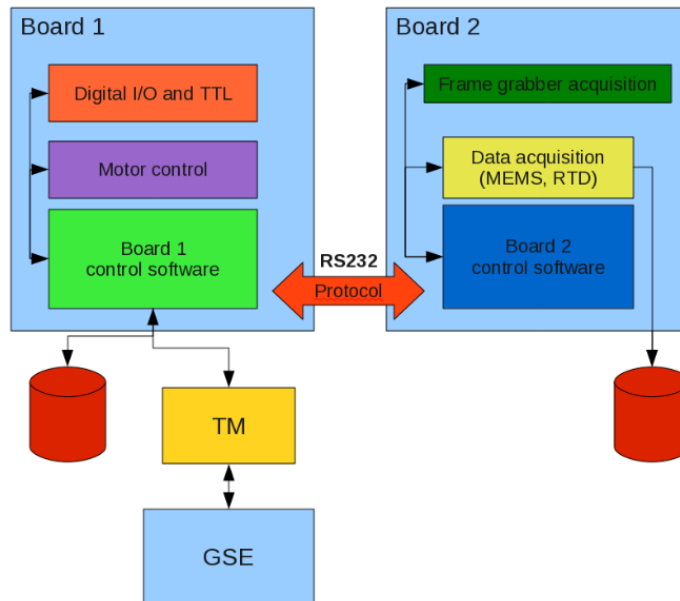 Board 1
Digital I/O and TTL
Motor control
Board 1
control software
RS232
Protocol
Board 2
Frame grabber acquisition
Data acquisition
(MEMS, RTD)
Board 2
control software
TM
GSE